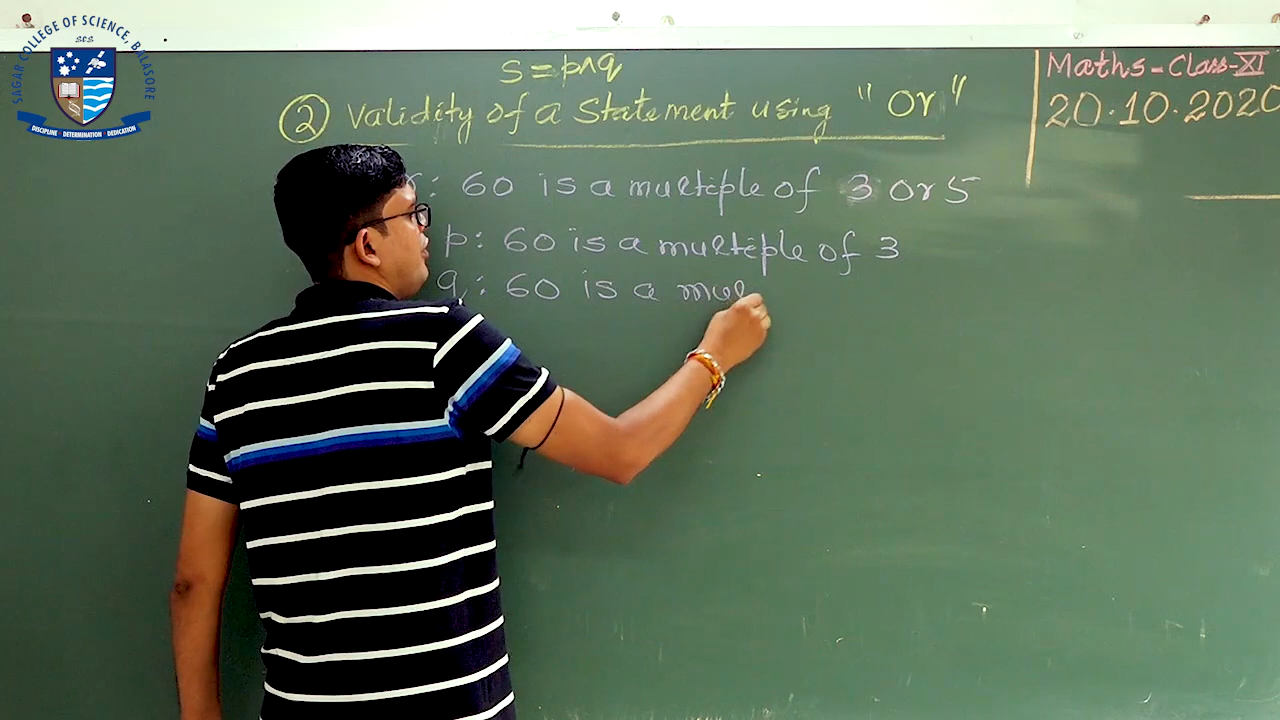 SAGAR COLLEGE OF SCIENCE, BALASORE
scs
DISCIPLINE · DETERMINATION · DEDICATION
S = p∧q
② Validity of a Statement using "Or"
: 60 is a multiple of 3 Or 5
p: 60 is a multiple of 3
q: 60 is a mul
Maths - Class - XI
20.10.2020